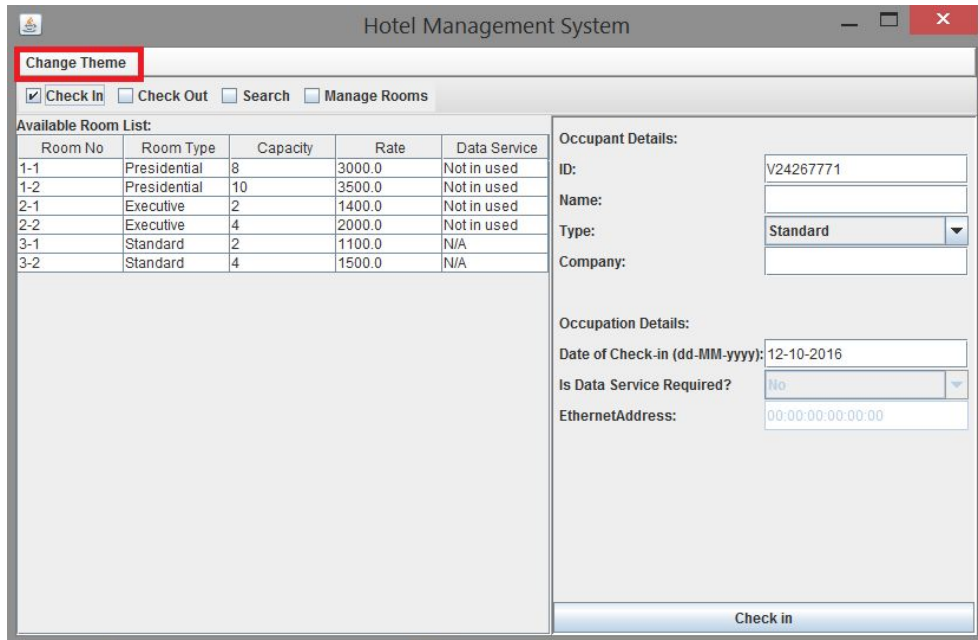 Hotel Management System
Change Theme
Check In Check Out Search Manage Rooms
Available Room List:
Room No Room Type Capacity Rate Data Service
1-1 Presidential 8 3000.0 Not in used
1-2 Presidential 10 3500.0 Not in used
2-1 Executive 2 1400.0 Not in used
2-2 Executive 4 2000.0 Not in used
3-1 Standard 2 1100.0 N/A
3-2 Standard 4 1500.0 N/A
Occupant Details:
ID: V24267771
Name:
Type: Standard
Company:
Occupation Details:
Date of Check-in (dd-MM-yyyy): 12-10-2016
Is Data Service Required? No
EthernetAddress: 00:00:00:00:00:00
Check in